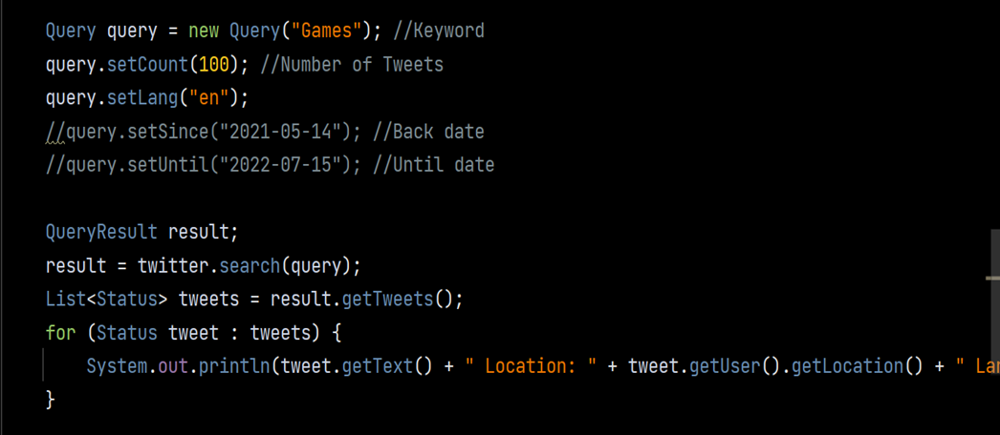 Query query = new Query("Games"); //Keyword
query.setCount(100); //Number of Tweets
query.setLang("en");
//query.setSince("2021-05-14"); //Back date
//query.setUntil("2022-07-15"); //Until date
QueryResult result;
result = twitter.search(query);
List<Status> tweets = result.getTweets();
for (Status tweet : tweets) {
System.out.println(tweet.getText() + " Location: " + tweet.getUser().getLocation() + "
}